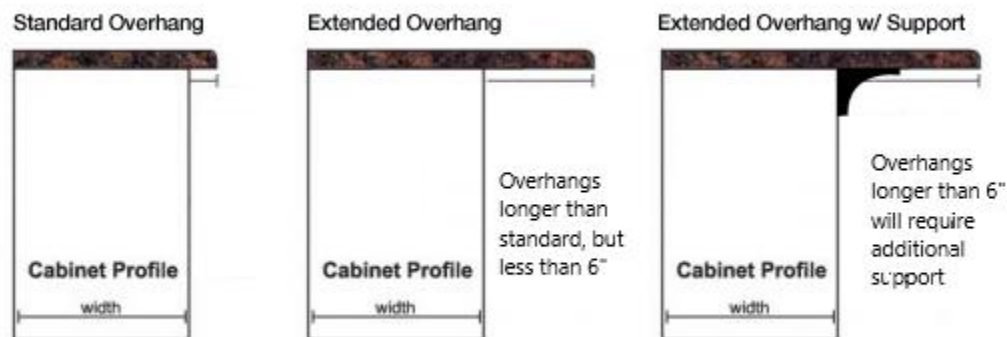 Standard Overhang
Extended Overhang
Extended Overhang w/ Support
Overhangs
longer than
standard, but
less than 6"
Overhangs
longer than 6"
will require
additional
support
Cabinet Profile
width
Cabinet Profile
width
Cabinet Profile
width